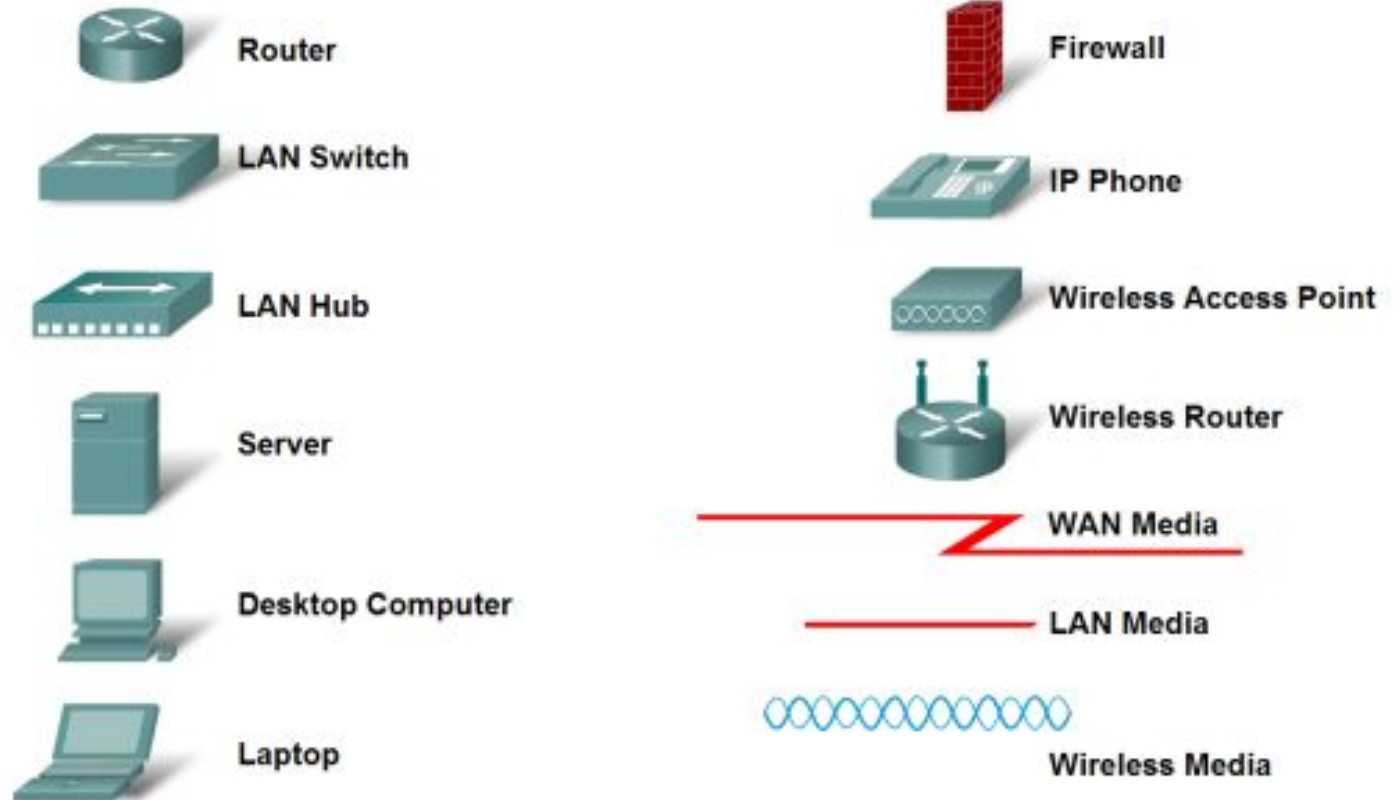 Router
LAN Switch
LAN Hub
Server
Desktop Computer
Laptop
Firewall
IP Phone
Wireless Access Point
Wireless Router
WAN Media
LAN Media
Wireless Media